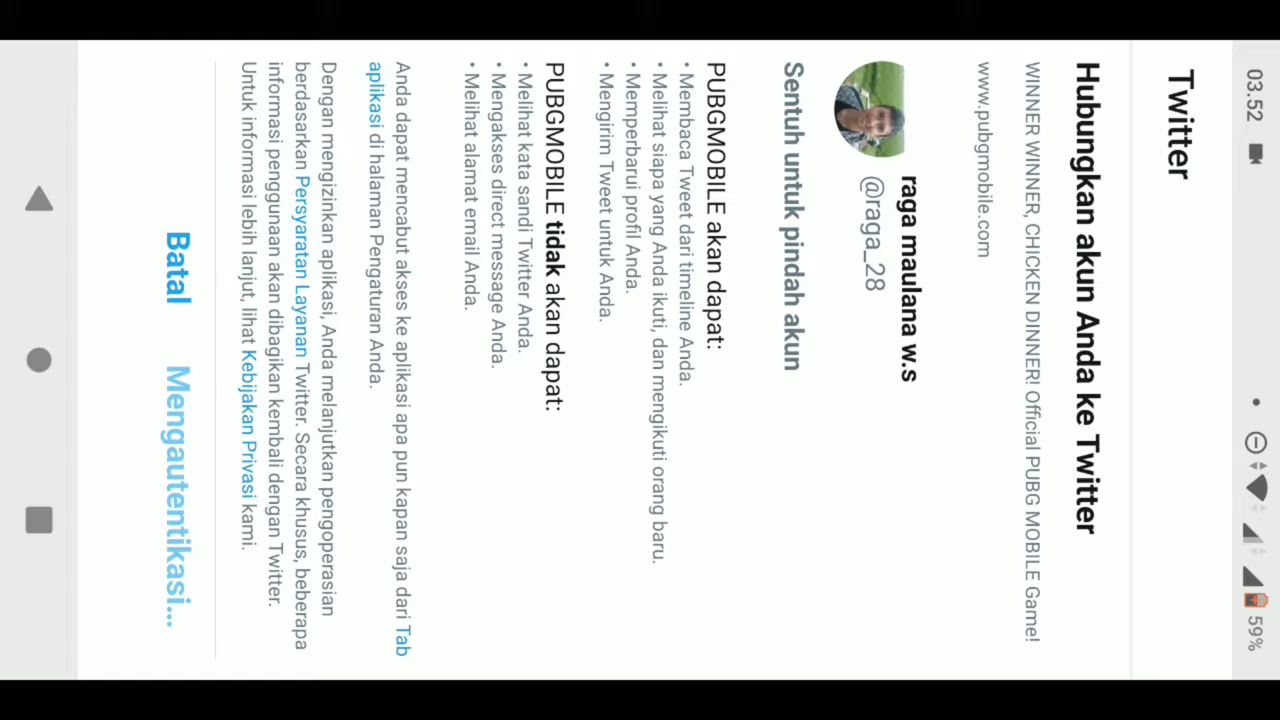 03.52
59%
Twitter
Hubungkan akun Anda ke Twitter
WINNER WINNER, CHICKEN DINNER! Official PUBG MOBILE Game!
www.pubgmobile.com
raga maulana w.s
@raga_28
Sentuh untuk pindah akun
PUBGMOBILE akan dapat:
• Membaca Tweet dari timeline Anda.
• Melihat siapa yang Anda ikuti, dan mengikuti orang baru.
• Memperbarui profil Anda.
• Mengirim Tweet untuk Anda.
PUBGMOBILE tidak akan dapat:
• Melihat kata sandi Twitter Anda.
• Mengakses direct message Anda.
• Melihat alamat email Anda.
Anda dapat mencabut akses ke aplikasi apa pun kapan saja dari Tab
aplikasi di halaman Pengaturan Anda.
Dengan mengizinkan aplikasi, Anda melanjutkan pengoperasian
berdasarkan Persyaratan Layanan Twitter. Secara khusus, beberapa
informasi penggunaan akan dibagikan kembali dengan Twitter.
Untuk informasi lebih lanjut, lihat Kebijakan Privasi kami.
Batal
Mengautentikasi...